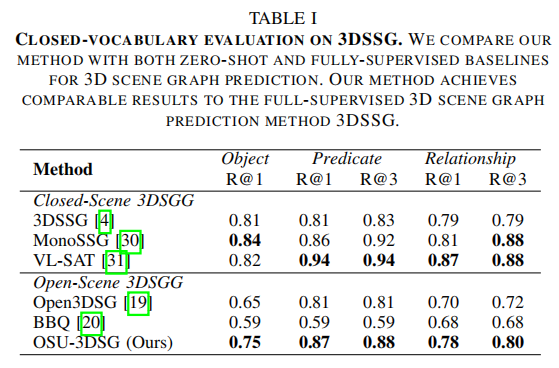 TABLE I
CLOSED-VOCABULARY EVALUATION ON 3DSSG. WE COMPARE OUR
METHOD WITH BOTH ZERO-SHOT AND FULLY-SUPERVISED BASELINES
FOR 3D SCENE GRAPH PREDICTION. OUR METHOD ACHIEVES
COMPARABLE RESULTS TO THE FULL-SUPERVISED 3D SCENE GRAPH
PREDICTION METHOD 3DSSG.
Method Object Predicate Relationship
R@1 R@1 R@3 R@1 R@3
Closed-Scene 3DSGG
3DSSG [4] 0.81 0.81 0.83 0.79 0.79
MonoSSG [30] 0.84 0.86 0.92 0.81 0.88
VL-SAT [31] 0.82 0.94 0.94 0.87 0.88
Open-Scene 3DSGG
Open3DSG [19] 0.65 0.81 0.81 0.70 0.72
BBQ [20] 0.59 0.59 0.59 0.68 0.68
OSU-3DSG (Ours) 0.75 0.87 0.88 0.78 0.80